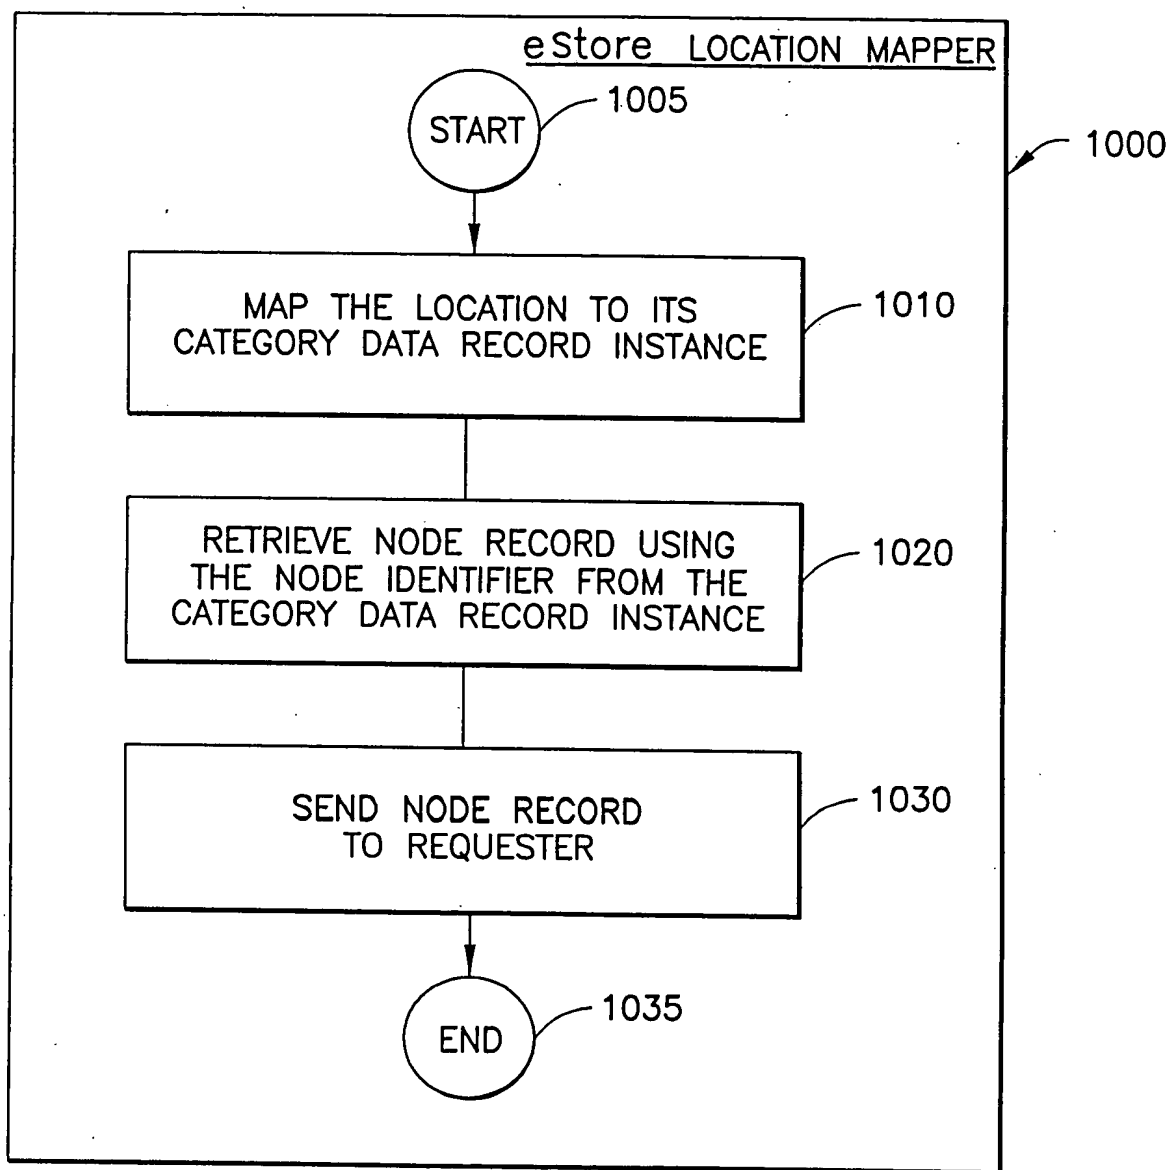 eStore LOCATION MAPPER
START
1005
1000
MAP THE LOCATION TO ITS
CATEGORY DATA RECORD INSTANCE
1010
RETRIEVE NODE RECORD USING
THE NODE IDENTIFIER FROM THE
CATEGORY DATA RECORD INSTANCE
1020
SEND NODE RECORD
TO REQUESTER
1030
END
1035